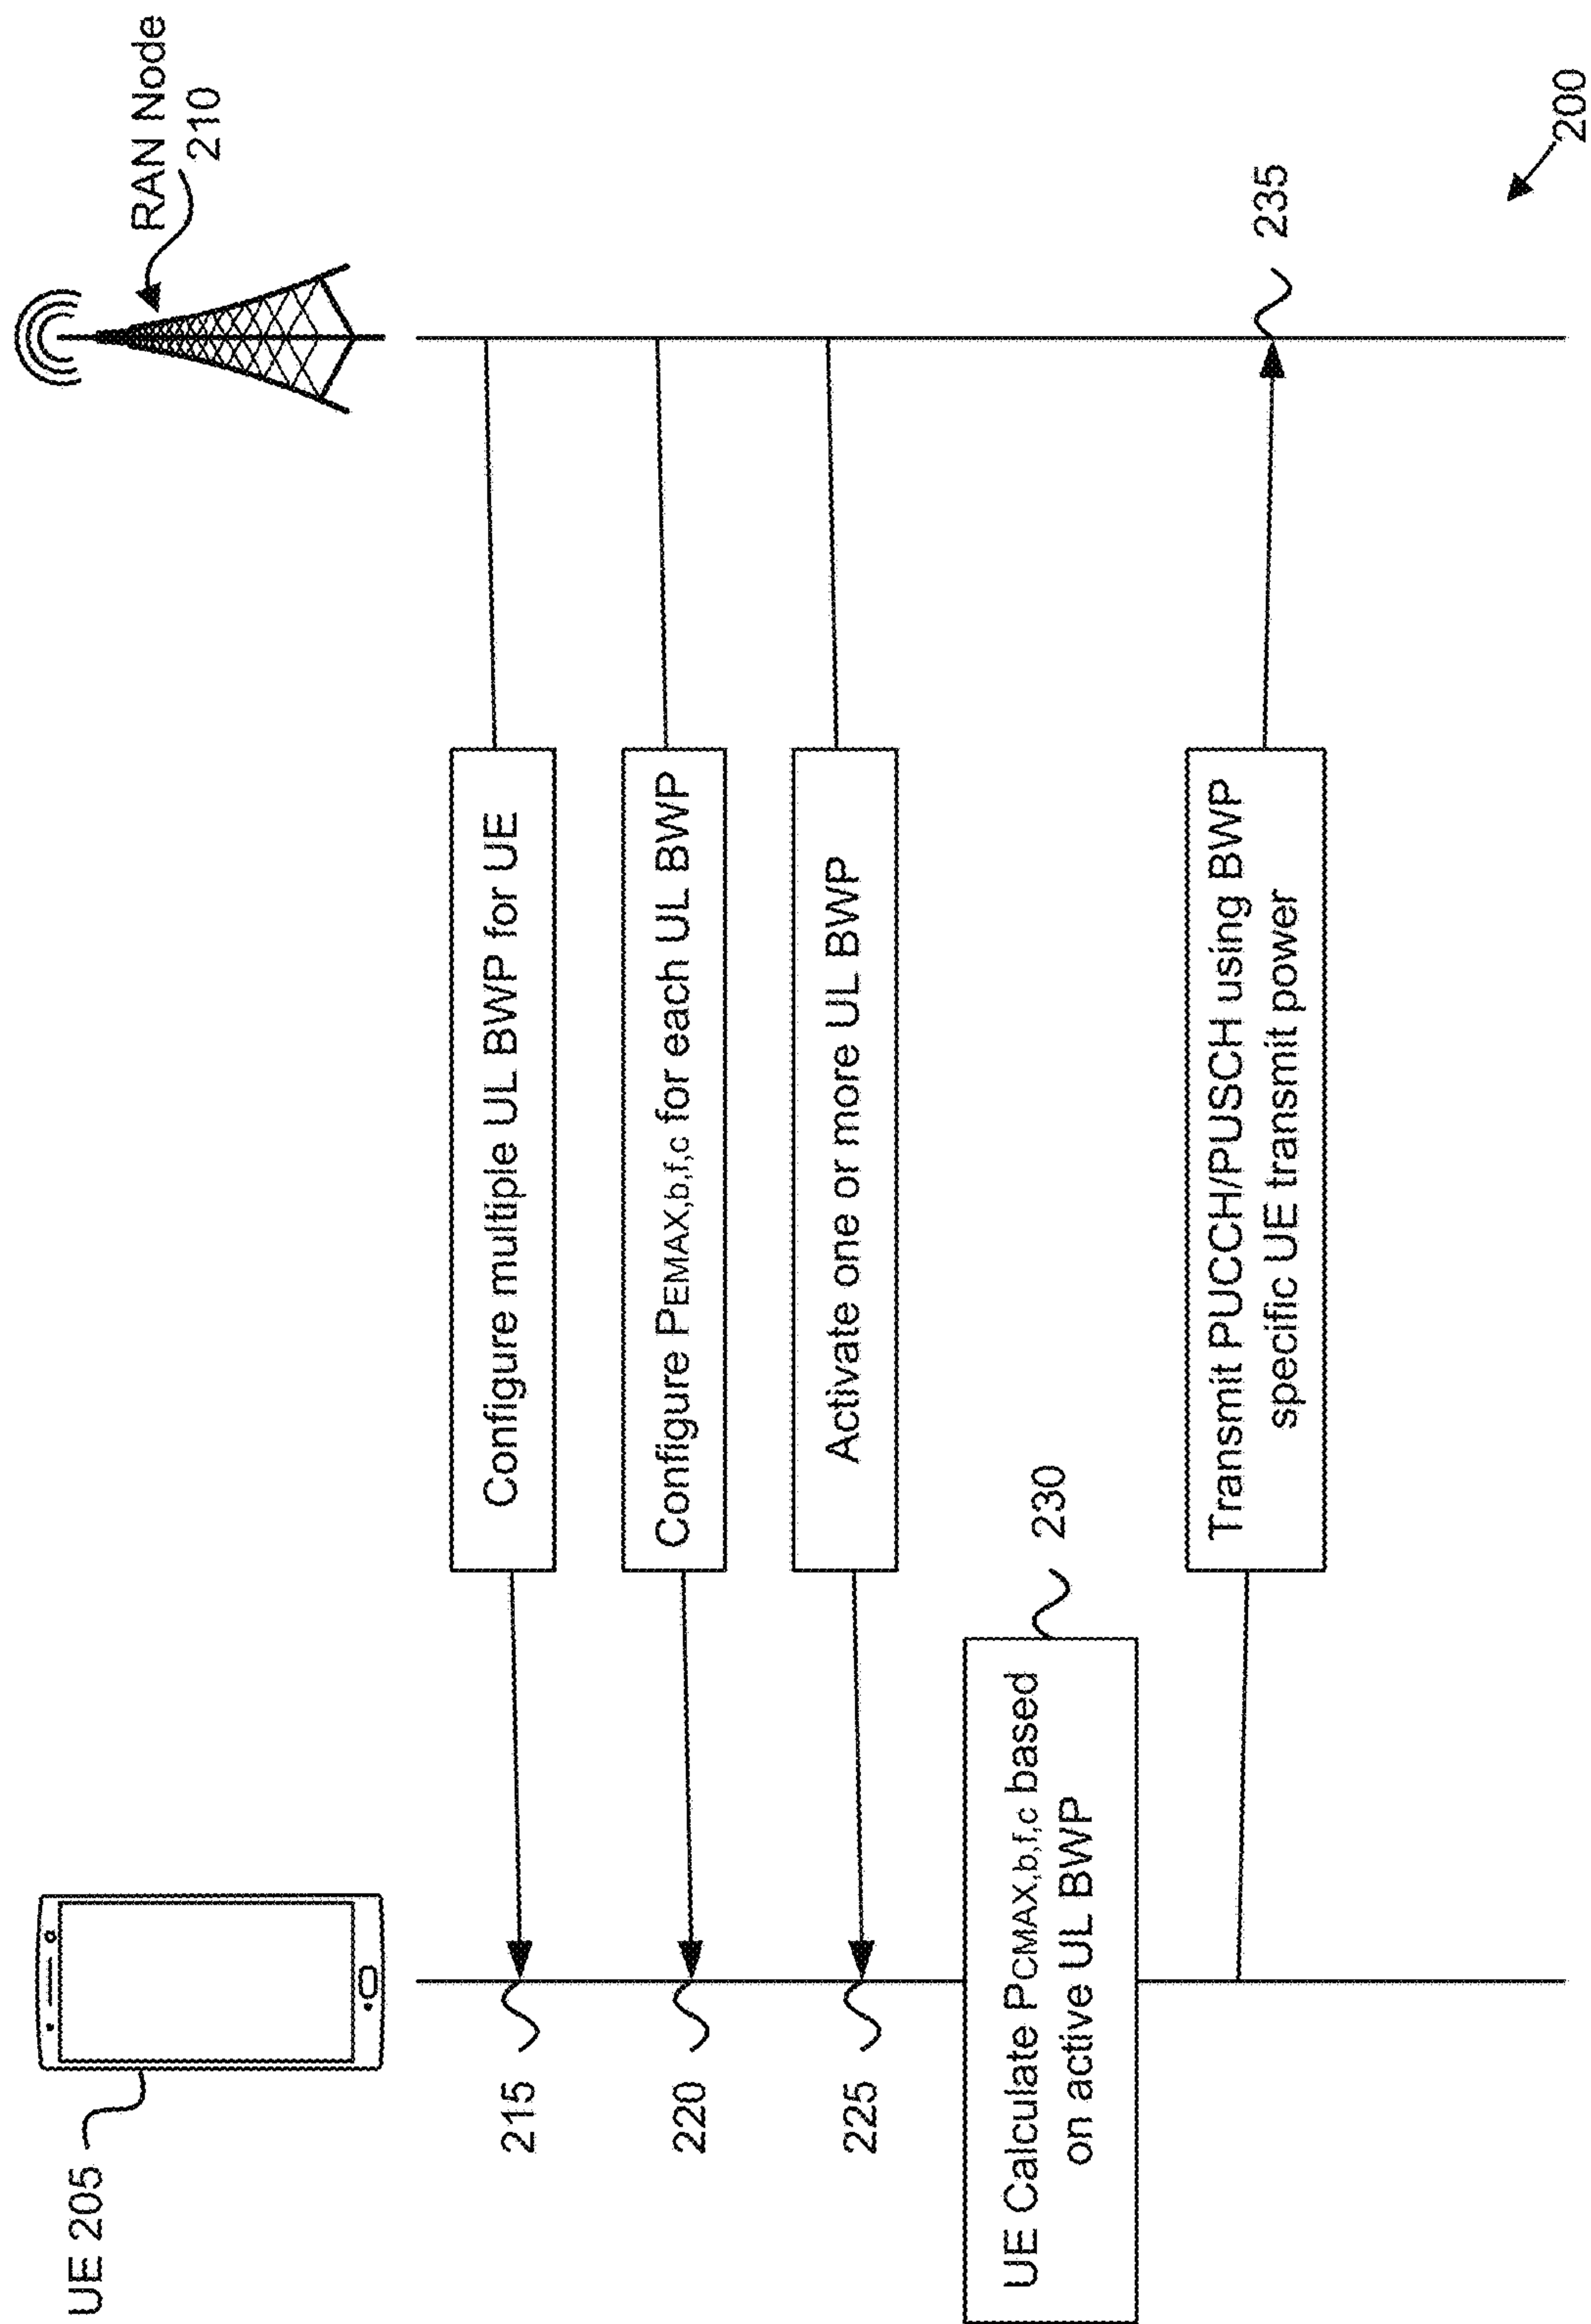 UE 205
RAN Node
210
Configure multiple UL BWP for UE
215
Configure PEMAX,b,f,c for each UL BWP
220
Activate one or more UL BWP
225
UE Calculate PCMAX,b,f,c based
on active UL BWP
230
Transmit PUCCH/PUSCH using BWP
specific UE transmit power
235
200